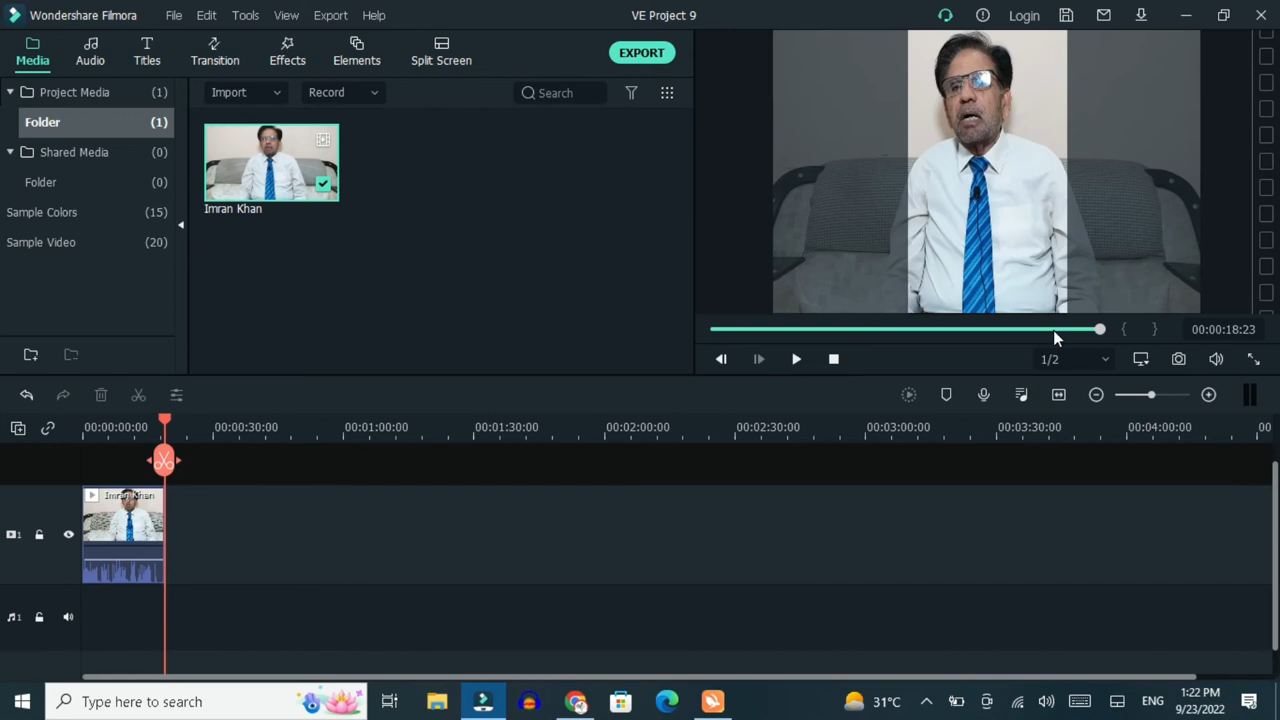 Wondershare Filmora File Edit Tools View Export Help VE Project 9 Login
Media Audio Titles Transition Effects Elements Split Screen EXPORT
Project Media (1) Import Record Search
Folder (1)
Shared Media (0)
Folder (0)
Imran Khan
Sample Colors (15)
Sample Video (20)
00:00:18:23
1/2
00:00:00:00 00:00:30:00 00:01:00:00 00:01:30:00 00:02:00:00 00:02:30:00 00:03:00:00 00:03:30:00 00:04:00:00 00
Imran Khan
1
1
Type here to search 31°C ENG 1:22 PM
9/23/2022